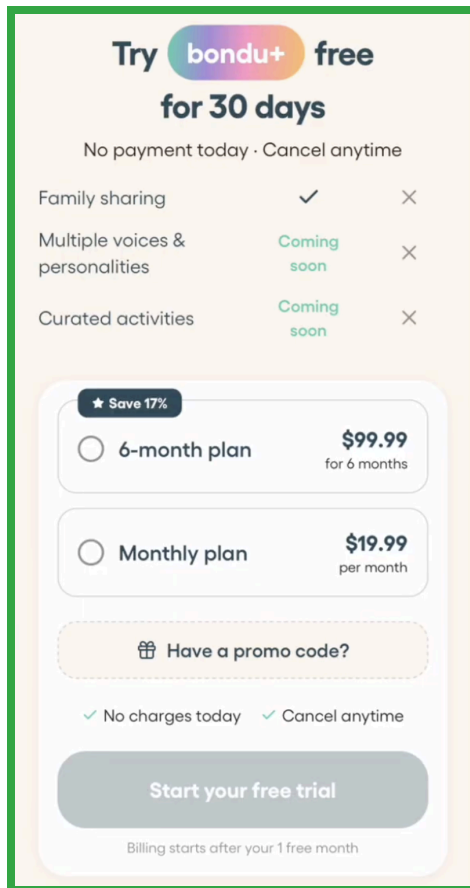 Try bondu+ free
for 30 days
No payment today · Cancel anytime
Family sharing
Multiple voices & Coming
personalities soon
Curated activities Coming
soon
Save 17%
6-month plan $99.99
for 6 months
Monthly plan $19.99
per month
Have a promo code?
No charges today Cancel anytime
Start your free trial
Billing starts after your 1 free month